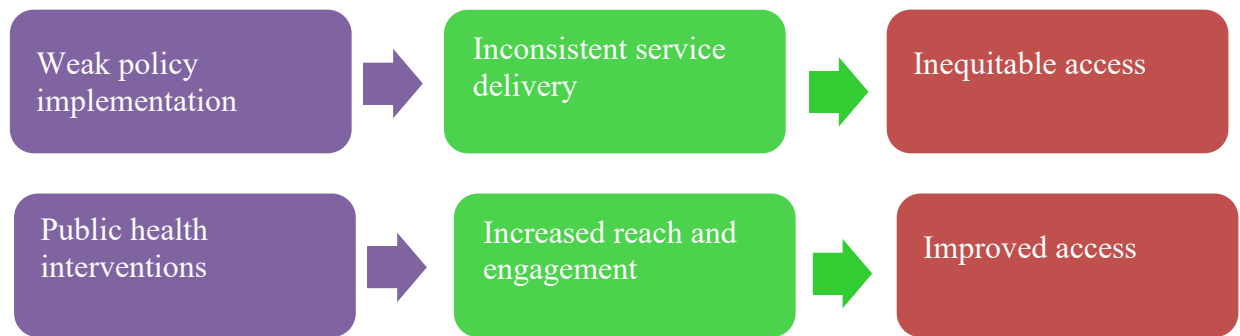 Weak policy
implementation
Inconsistent service
delivery
Inequitable access
Public health
interventions
Increased reach and
engagement
Improved access